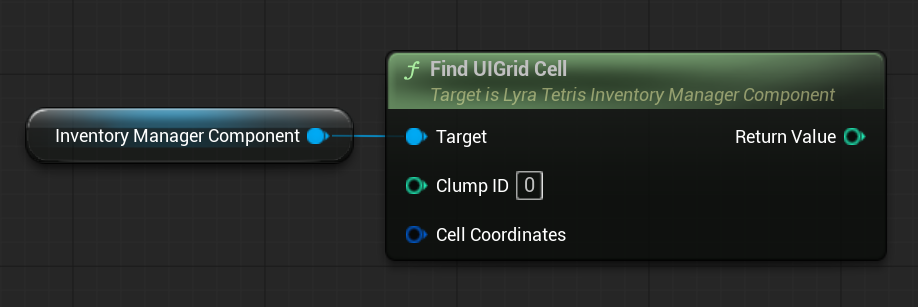 Find UIGrid Cell
Target is Lyra Tetris Inventory Manager Component
Inventory Manager Component
Target
Return Value
Clump ID 0
Cell Coordinates